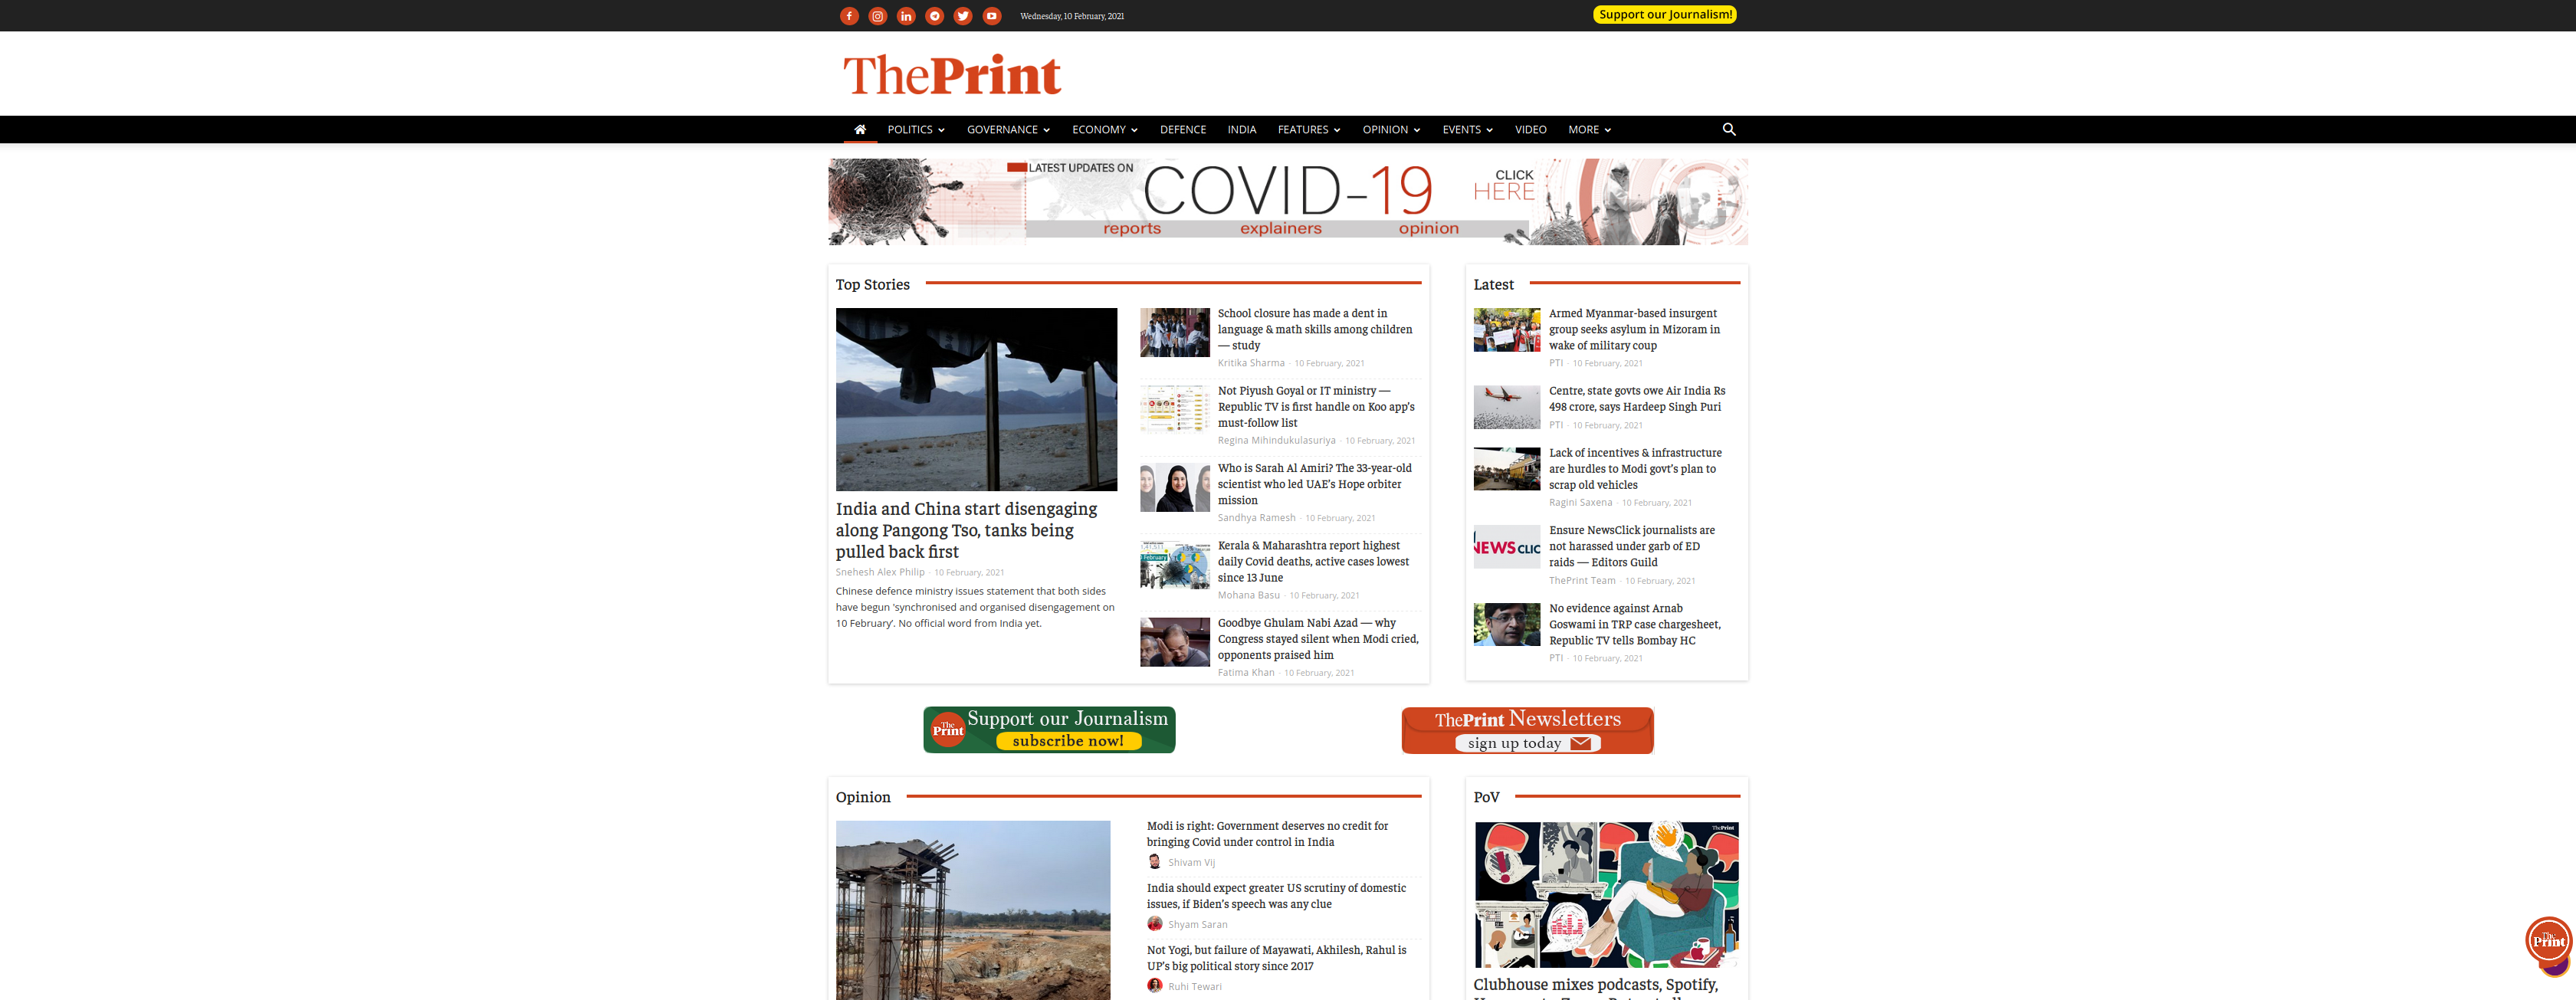 Wednesday, 10 February, 2021
Support our Journalism!
ThePrint
POLITICS
GOVERNANCE
ECONOMY
DEFENCE
INDIA
FEATURES
OPINION
EVENTS
VIDEO
MORE
LATEST UPDATES ON
COVID-19
CLICK
HERE
reports
explainers
opinion
Top Stories
India and China start disengaging
along Pangong Tso, tanks being
pulled back first
Snehesh Alex Philip - 10 February, 2021
Chinese defence ministry issues statement that both sides
have begun 'synchronised and organised disengagement on
10 February'. No official word from India yet.
School closure has made a dent in
language & math skills among children
— study
Kritika Sharma - 10 February, 2021
Not Piyush Goyal or IT ministry —
Republic TV is first handle on Koo app's
must-follow list
Regina Mihindukulasuriya - 10 February, 2021
Who is Sarah Al Amiri? The 33-year-old
scientist who led UAE's Hope orbiter
mission
Sandhya Ramesh - 10 February, 2021
Kerala & Maharashtra report highest
daily Covid deaths, active cases lowest
since 13 June
Mohana Basu - 10 February, 2021
Goodbye Ghulam Nabi Azad — why
Congress stayed silent when Modi cried,
opponents praised him
Fatima Khan - 10 February, 2021
Latest
Armed Myanmar-based insurgent
group seeks asylum in Mizoram in
wake of military coup
PTI - 10 February, 2021
Centre, state govts owe Air India Rs
498 crore, says Hardeep Singh Puri
PTI - 10 February, 2021
Lack of incentives & infrastructure
are hurdles to Modi govt's plan to
scrap old vehicles
Ragini Saxena - 10 February, 2021
NEWS CLIC
Ensure NewsClick journalists are
not harassed under garb of ED
raids — Editors Guild
ThePrint Team - 10 February, 2021
No evidence against Arnab
Goswami in TRP case chargesheet,
Republic TV tells Bombay HC
PTI - 10 February, 2021
The
Print
Support our Journalism
subscribe now!
ThePrint Newsletters
sign up today
Opinion
Modi is right: Government deserves no credit for
bringing Covid under control in India
Shivam Vij
India should expect greater US scrutiny of domestic
issues, if Biden's speech was any clue
Shyam Saran
Not Yogi, but failure of Mayawati, Akhilesh, Rahul is
UP's big political story since 2017
Ruhi Tewari
PoV
ThePrint
Clubhouse mixes podcasts, Spotify,
The
Print